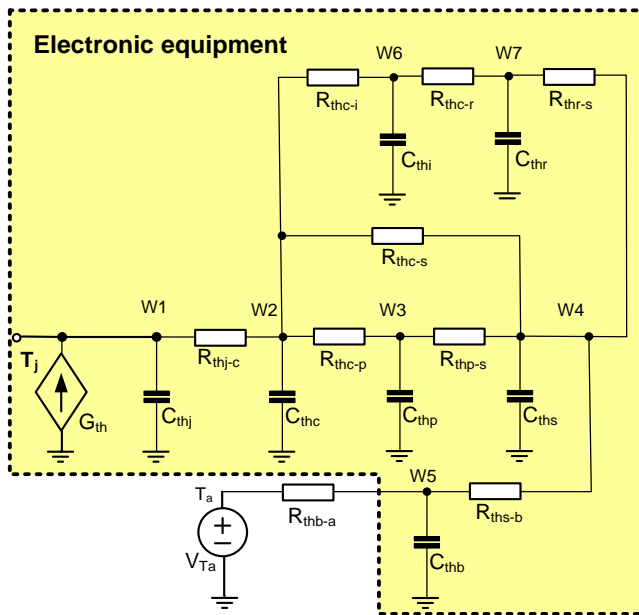 Electronic equipment
W6 W7
Rthc-i Rthc-r Rthr-s
Cthi Cthr
Rthc-s
W1 W2 W3 W4
Tj Rthj-c Rthc-p Rthp-s
Gth Cthj Cthc Cthp Cths
Ta W5
Rthb-a Rths-b
VTa Cthb